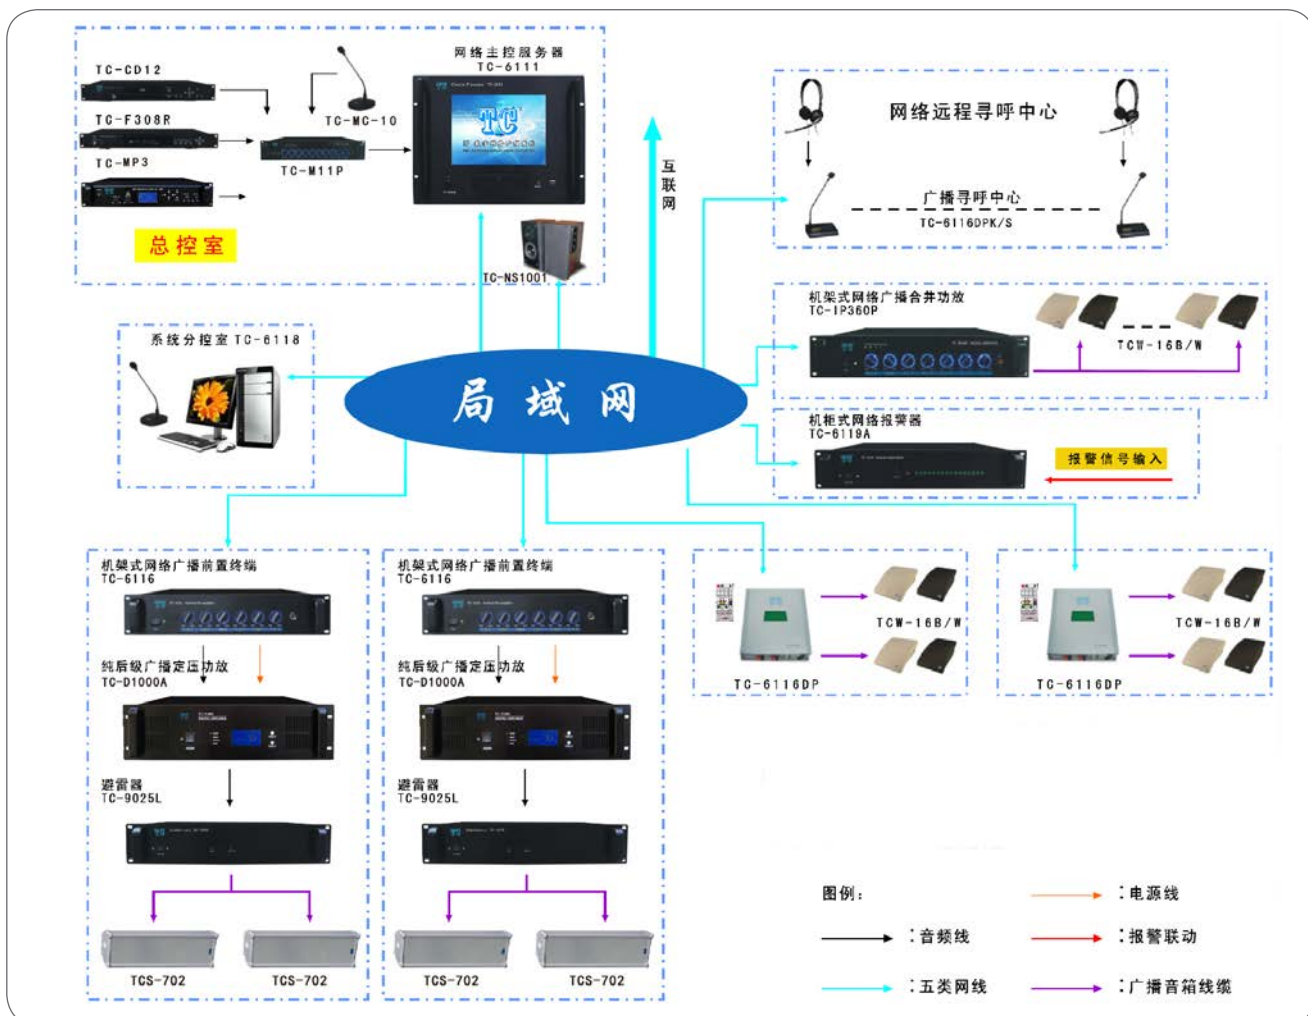 TC-CD12
TC-F308R
TC-MP3
TC-MC-10
TC-M11P
网络主控服务器
TC-6111
TC
总控室
TC-NS1001
互联网
网络远程寻呼中心
广播寻呼中心
TC-6116DPK/S
机架式网络广播合并功放
TC-IP360P
TCW-16B/W
系统分控室 TC-6118
局域网
机柜式网络报警器
TC-6119A
报警信号输入
机架式网络广播前置终端
TC-6116
纯后级广播定压功放
TC-D1000A
避雷器
TC-9025L
TCS-702
TCS-702
机架式网络广播前置终端
TC-6116
纯后级广播定压功放
TC-D1000A
避雷器
TC-9025L
TCS-702
TCS-702
TCW-16B/W
TC-6116DP
TCW-16B/W
TC-6116DP
图例:
:电源线
:音频线
:报警联动
:五类网线
:广播音箱线缆